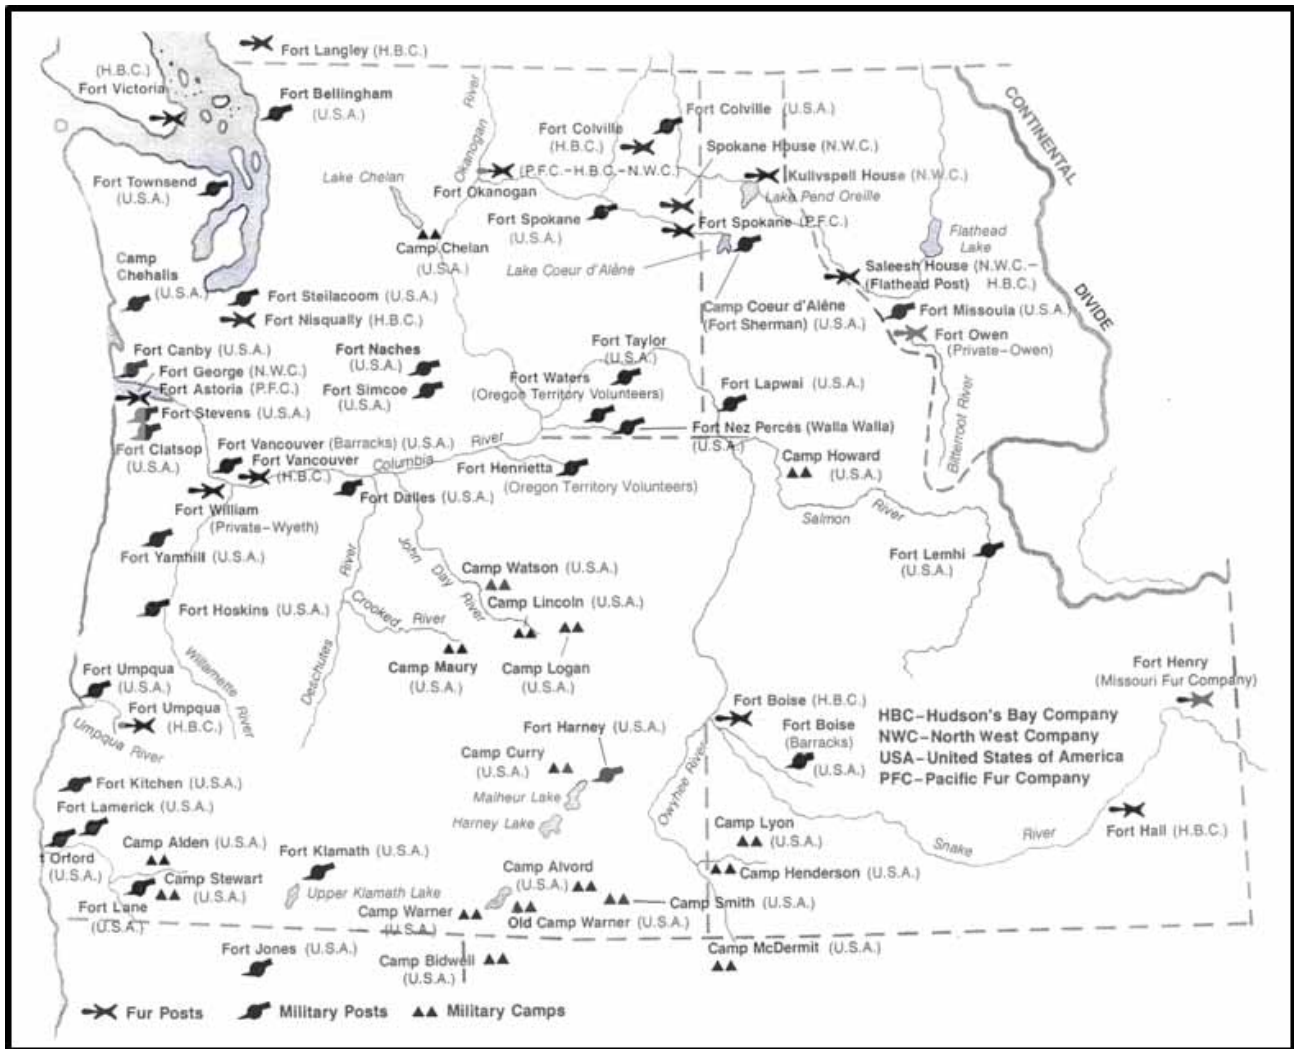 Fort Langley (H.B.C.)
(H.B.C.)
Fort Victoria
Fort Bellingham
(U.S.A.)
Okanogan River
Fort Colville (U.S.A.)
Fort Colville
(H.B.C.)
Spokane House (N.W.C.)
CONTINENTAL
DIVIDE
Fort Townsend
(U.S.A.)
Lake Chelan
(P.F.C.-H.B.C.-N.W.C.)
Fort Okanogan
Kullyspell House (N.W.C.)
Lake Pend Oreille
Fort Spokane
(U.S.A.)
Fort Spokane (P.F.C.)
Flathead
Lake
Camp Chelan
(U.S.A.)
Lake Coeur d'Alêne
Camp
Chehalis
(U.S.A.)
Saleesh House (N.W.C.-
(Flathead Post) H.B.C.)
Fort Steilacoom (U.S.A.)
Fort Nisqually (H.B.C.)
Camp Coeur d'Alêne
(Fort Sherman) (U.S.A.)
Fort Missoula (U.S.A.)
Fort Owen
(Private-Owen)
Fort Canby (U.S.A.)
Fort George (N.W.C.)
Fort Astoria (P.F.C.)
Fort Stevens (U.S.A.)
Fort Clatsop
(U.S.A.)
Fort Naches
(U.S.A.)
Fort Simcoe
(U.S.A.)
Fort Taylor
(U.S.A.)
Fort Waters
(Oregon Territory Volunteers)
Fort Lapwai (U.S.A.)
Fort Nez Percés (Walla Walla)
(U.S.A.)
Bitterroot River
Fort Vancouver (Barracks) (U.S.A.)
Fort Vancouver
(H.B.C.)
Columbia River
Fort Henrietta
(Oregon Territory Volunteers)
Camp Howard
(U.S.A.)
Fort Dalles (U.S.A.)
Fort William
(Private-Wyeth)
Salmon River
Fort Yamhill (U.S.A.)
Fort Lemhi
(U.S.A.)
John Day River
Camp Watson (U.S.A.)
Camp Lincoln (U.S.A.)
Fort Hoskins (U.S.A.)
Crooked River
Deschutes River
Willamette River
Camp Maury
(U.S.A.)
Camp Logan
(U.S.A.)
Fort Umpqua
(U.S.A.)
Fort Umpqua
(H.B.C.)
Umpqua River
Fort Henry
(Missouri Fur Company)
Fort Boise (H.B.C.)
Fort Boise
(Barracks)
(U.S.A.)
HBC-Hudson's Bay Company
NWC-North West Company
USA-United States of America
PFC-Pacific Fur Company
Fort Harney (U.S.A.)
Camp Curry
(U.S.A.)
Malheur Lake
Harney Lake
Owyhee River
Fort Kitchen (U.S.A.)
Fort Lamerick (U.S.A.)
Camp Lyon
(U.S.A.)
Snake River
Fort Hall (H.B.C.)
Camp Alden (U.S.A.)
t Orford
(U.S.A.)
Camp Stewart
(U.S.A.)
Fort Lane
(U.S.A.)
Fort Klamath (U.S.A.)
Upper Klamath Lake
Camp Alvord
(U.S.A.)
Camp Henderson (U.S.A.)
Camp Smith (U.S.A.)
Camp Warner
(U.S.A.)
Old Camp Warner (U.S.A.)
Fort Jones (U.S.A.)
Camp Bidwell
(U.S.A.)
Camp McDermit (U.S.A.)
Fur Posts
Military Posts
Military Camps